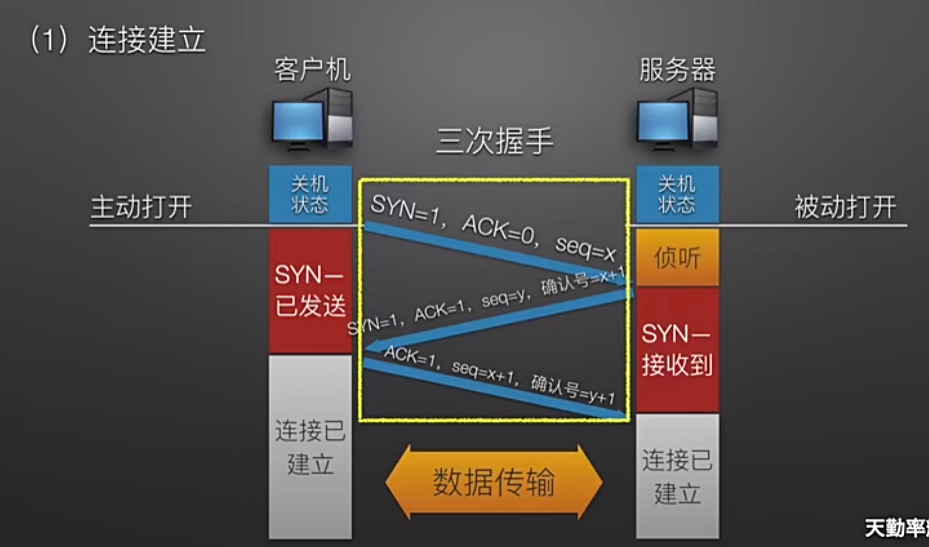 （1）连接建立
客户机
服务器
三次握手
关机
状态
关机
状态
主动打开
被动打开
SYN=1，ACK=0，seq=x
侦听
SYN—
已发送
SYN=1，ACK=1，seq=y，确认号=x+1
SYN—
接收到
ACK=1，seq=x+1，确认号=y+1
连接已
建立
连接已
建立
数据传输
天勤率